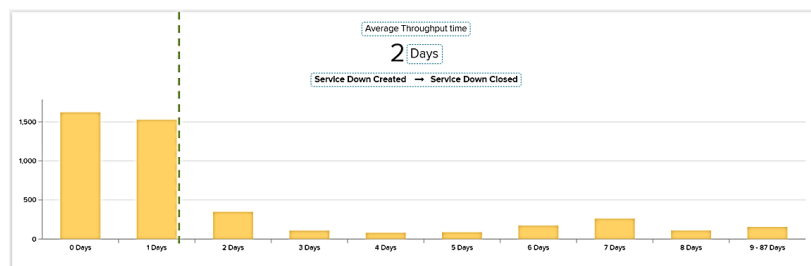 Average Throughput time
2 Days
Service Down Created → Service Down Closed
1,500
1,000
500
0
0 Days 1 Days 2 Days 3 Days 4 Days 5 Days 6 Days 7 Days 8 Days 9 - 87 Days